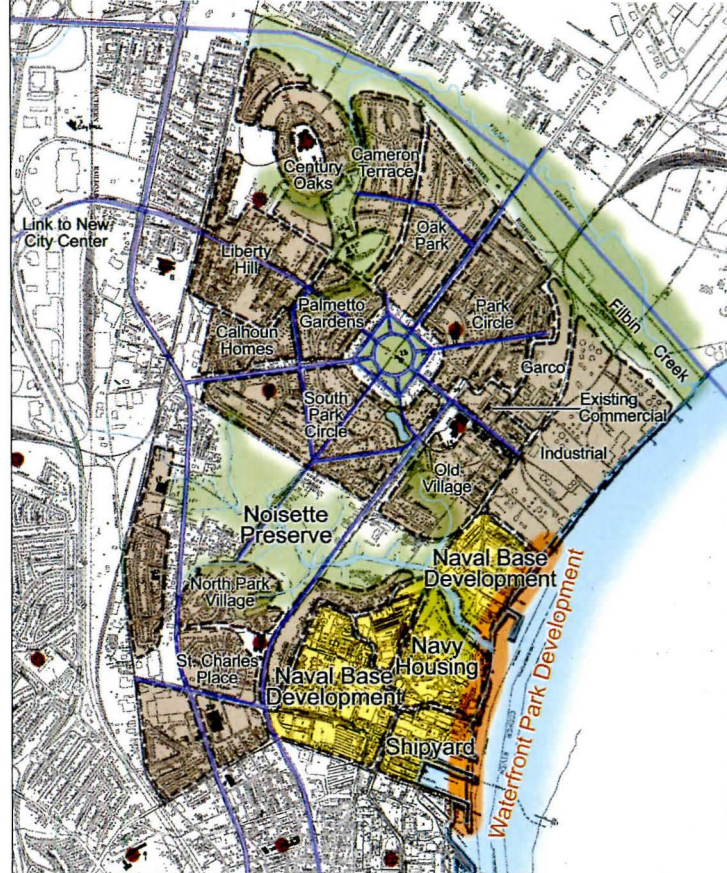 Century
Oaks
Cameron
Terrace
Link to New
City Center
Oak
Park
Liberty
Hill
Palmetto
Gardens
Park
Circle
Filbin
Creek
Calhoun
Homes
Garco
South
Park
Circle
Existing
Commercial
Industrial
Old
Village
Noisette
Preserve
Naval Base
Development
North Park
Village
Navy
Housing
St. Charles
Place
Naval Base
Development
Shipyard
Waterfront Park Development